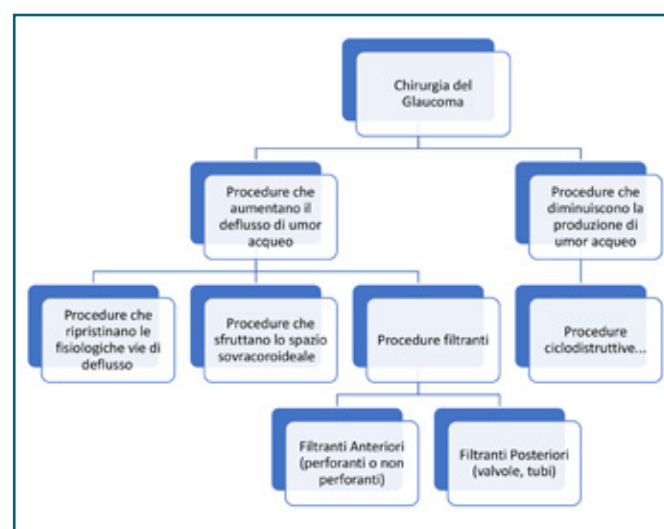 Chirurgia del
Glaucoma
Procedure che
aumentano il
deflusso di umor
acqueo
Procedure che
diminuiscono la
produzione di
umor acqueo
Procedure che
ripristinano le
fisiologiche vie di
deflusso
Procedure che
sfruttano lo spazio
sovracoroideale
Procedure filtranti
Procedure
ciclodistruttive...
Filtranti Anteriori
(perforanti o non
perforanti)
Filtranti Posteriori
(valvole, tubi)